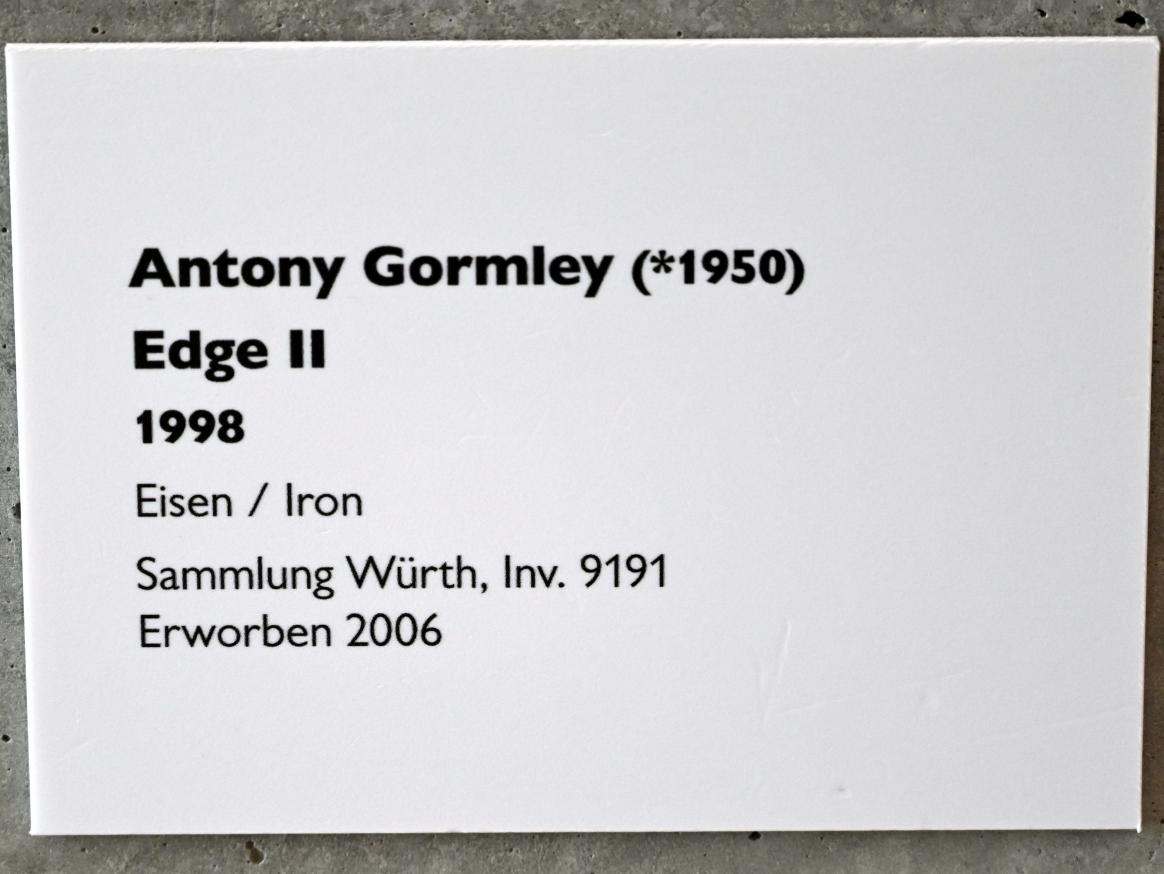 Antony Gormley (*1950)
Edge II
1998
Eisen / Iron
Sammlung Würth, Inv. 9191
Erworben 2006